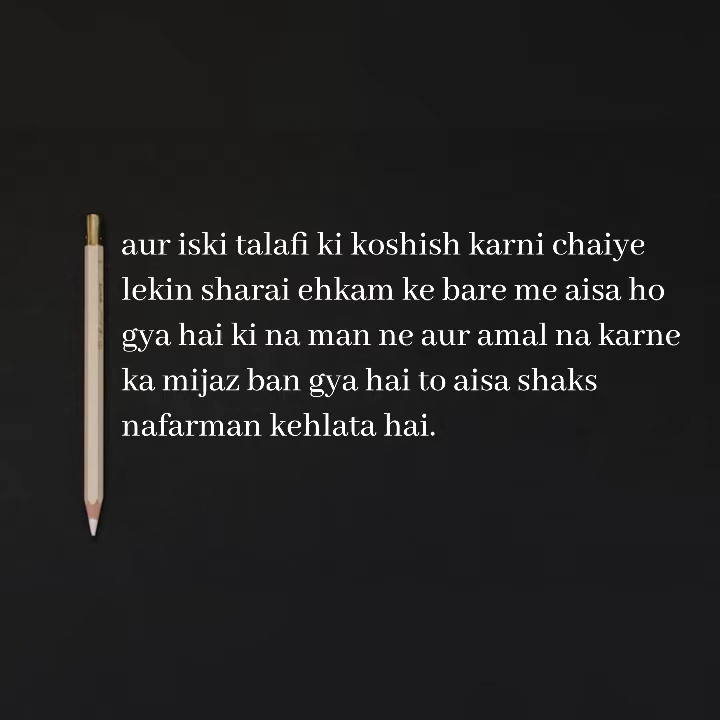 aur iski talafi ki koshish karni chaiye
lekin sharai ehkam ke bare me aisa ho
gya hai ki na man ne aur amal na karne
ka mijaz ban gya hai to aisa shaks
nafarman kehlata hai.